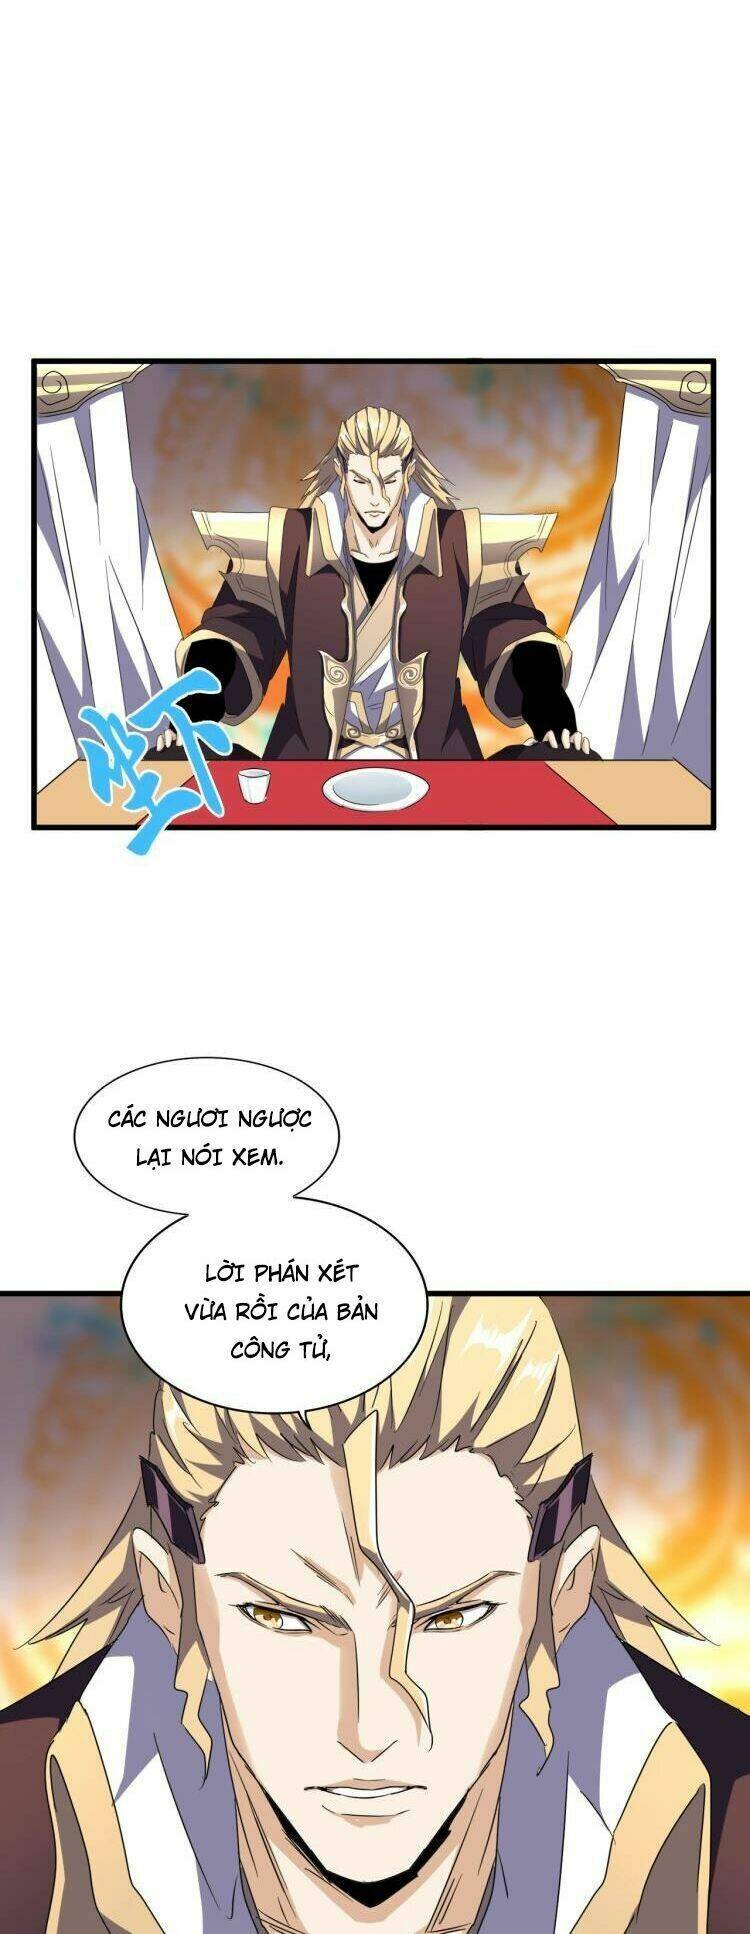 坐下
CÁC NGƯƠI NGƯỢC
LẠI NÓI XEM.
LỜI PHÁN XÉT
VỪA RỒI CỦA BẢN
CÔNG TỬ,